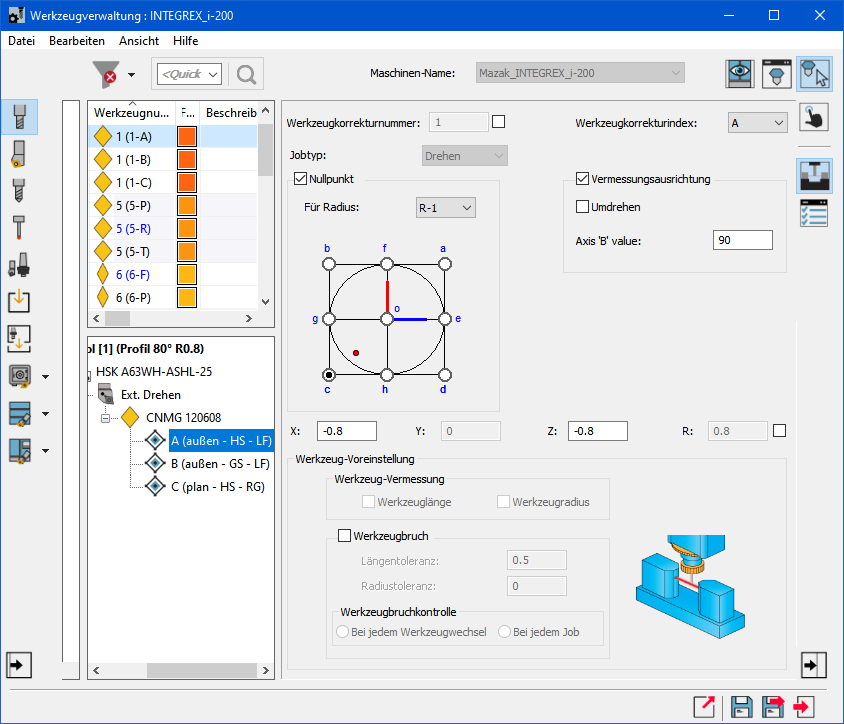 Werkzeugverwaltung : INTEGREX_i-200
Datei Bearbeiten Ansicht Hilfe
<Quick>
Maschinen-Name: Mazak_INTEGREX_i-200
Werkzeugnu... F... Beschreib
1 (1-A)
1 (1-B)
1 (1-C)
5 (5-P)
5 (5-R)
5 (5-T)
6 (6-F)
6 (6-P)
ol [1] (Profil 80° R0.8)
HSK A63WH-ASHL-25
Ext. Drehen
CNMG 120608
A (außen - HS - LF)
B (außen - GS - LF)
C (plan - HS - RG)
Werkzeugkorrekturnummer: 1
Werkzeugkorrekturindex: A
Jobtyp: Drehen
Nullpunkt
Für Radius: R-1
Vermessungsausrichtung
Umdrehen
Axis 'B' value: 90
b f a
g o e
c h d
X: -0.8 Y: 0 Z: -0.8 R: 0.8
Werkzeug-Voreinstellung
Werkzeug-Vermessung
Werkzeuglänge Werkzeugradius
Werkzeugbruch
Längentoleranz: 0.5
Radiustoleranz: 0
Werkzeugbruchkontrolle
Bei jedem Werkzeugwechsel Bei jedem Job